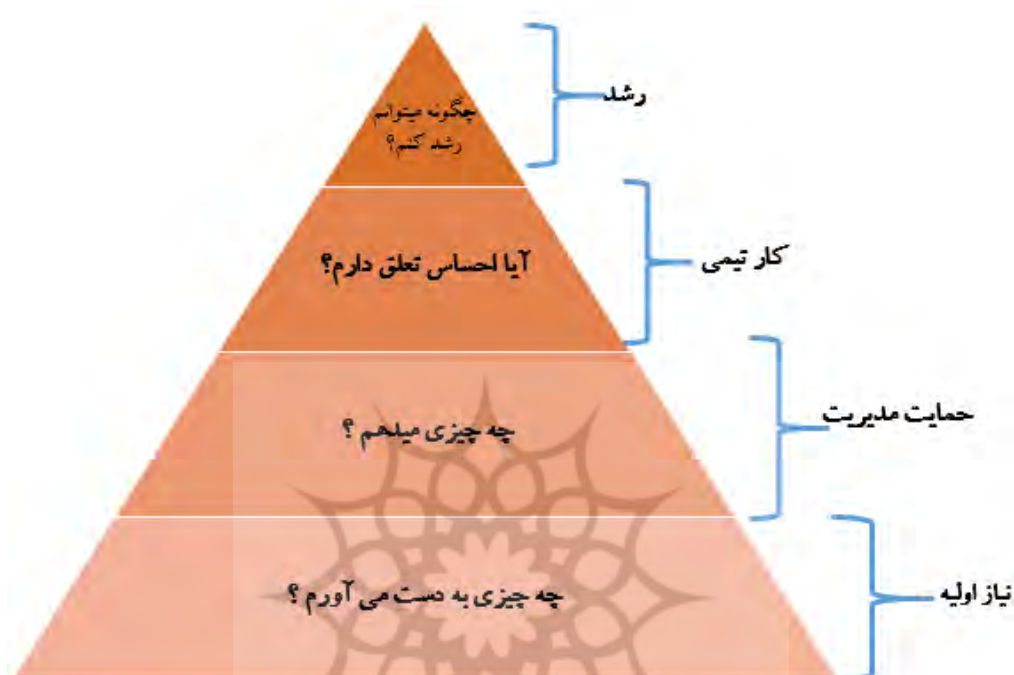 چگونه میتوانم
رشد کنم؟
رشد
آیا احساس تعلق دارم؟
کار تیمی
چه چیزی میدهم ؟
حمایت مدیریت
چه چیزی به دست می آورم ؟
نیاز اولیه